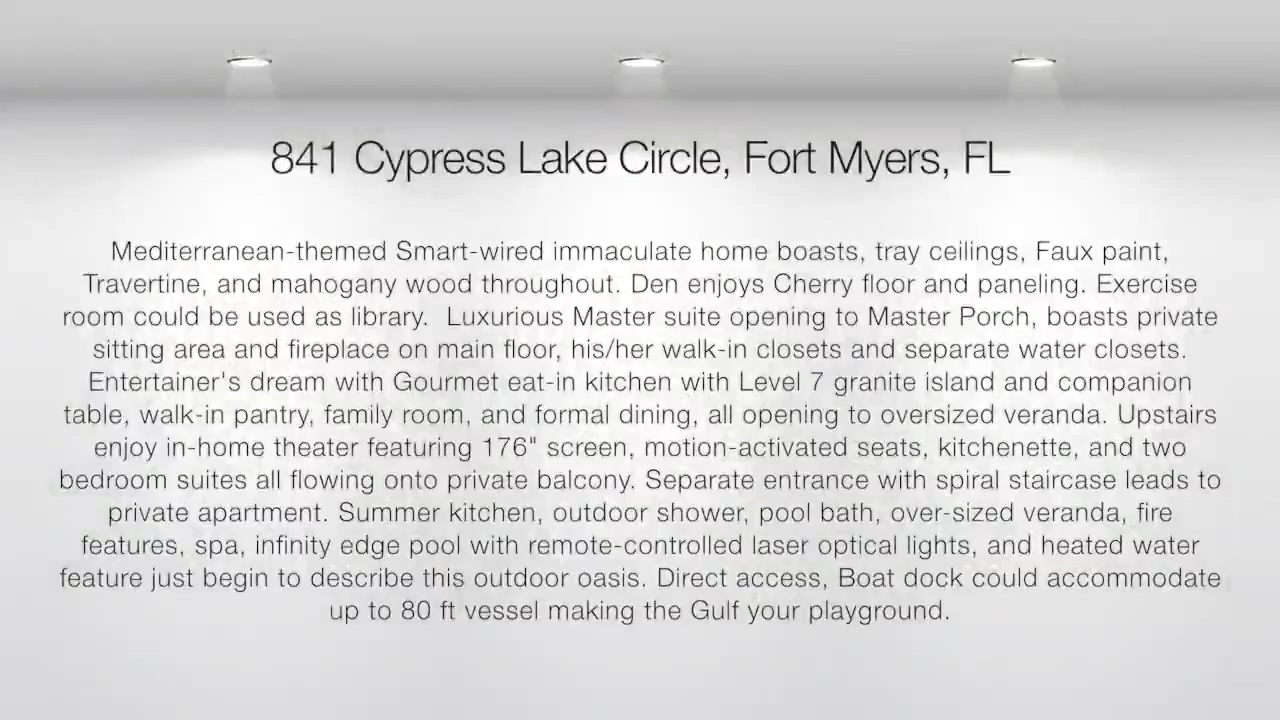 841 Cypress Lake Circle, Fort Myers, FL
Mediterranean-themed Smart-wired immaculate home boasts, tray ceilings, Faux paint,
Travertine, and mahogany wood throughout. Den enjoys Cherry floor and paneling. Exercise
room could be used as library.  Luxurious Master suite opening to Master Porch, boasts private
sitting area and fireplace on main floor, his/her walk-in closets and separate water closets.
Entertainer's dream with Gourmet eat-in kitchen with Level 7 granite island and companion
table, walk-in pantry, family room, and formal dining, all opening to oversized veranda. Upstairs
enjoy in-home theater featuring 176" screen, motion-activated seats, kitchenette, and two
bedroom suites all flowing onto private balcony. Separate entrance with spiral staircase leads to
private apartment. Summer kitchen, outdoor shower, pool bath, over-sized veranda, fire
features, spa, infinity edge pool with remote-controlled laser optical lights, and heated water
feature just begin to describe this outdoor oasis. Direct access, Boat dock could accommodate
up to 80 ft vessel making the Gulf your playground.